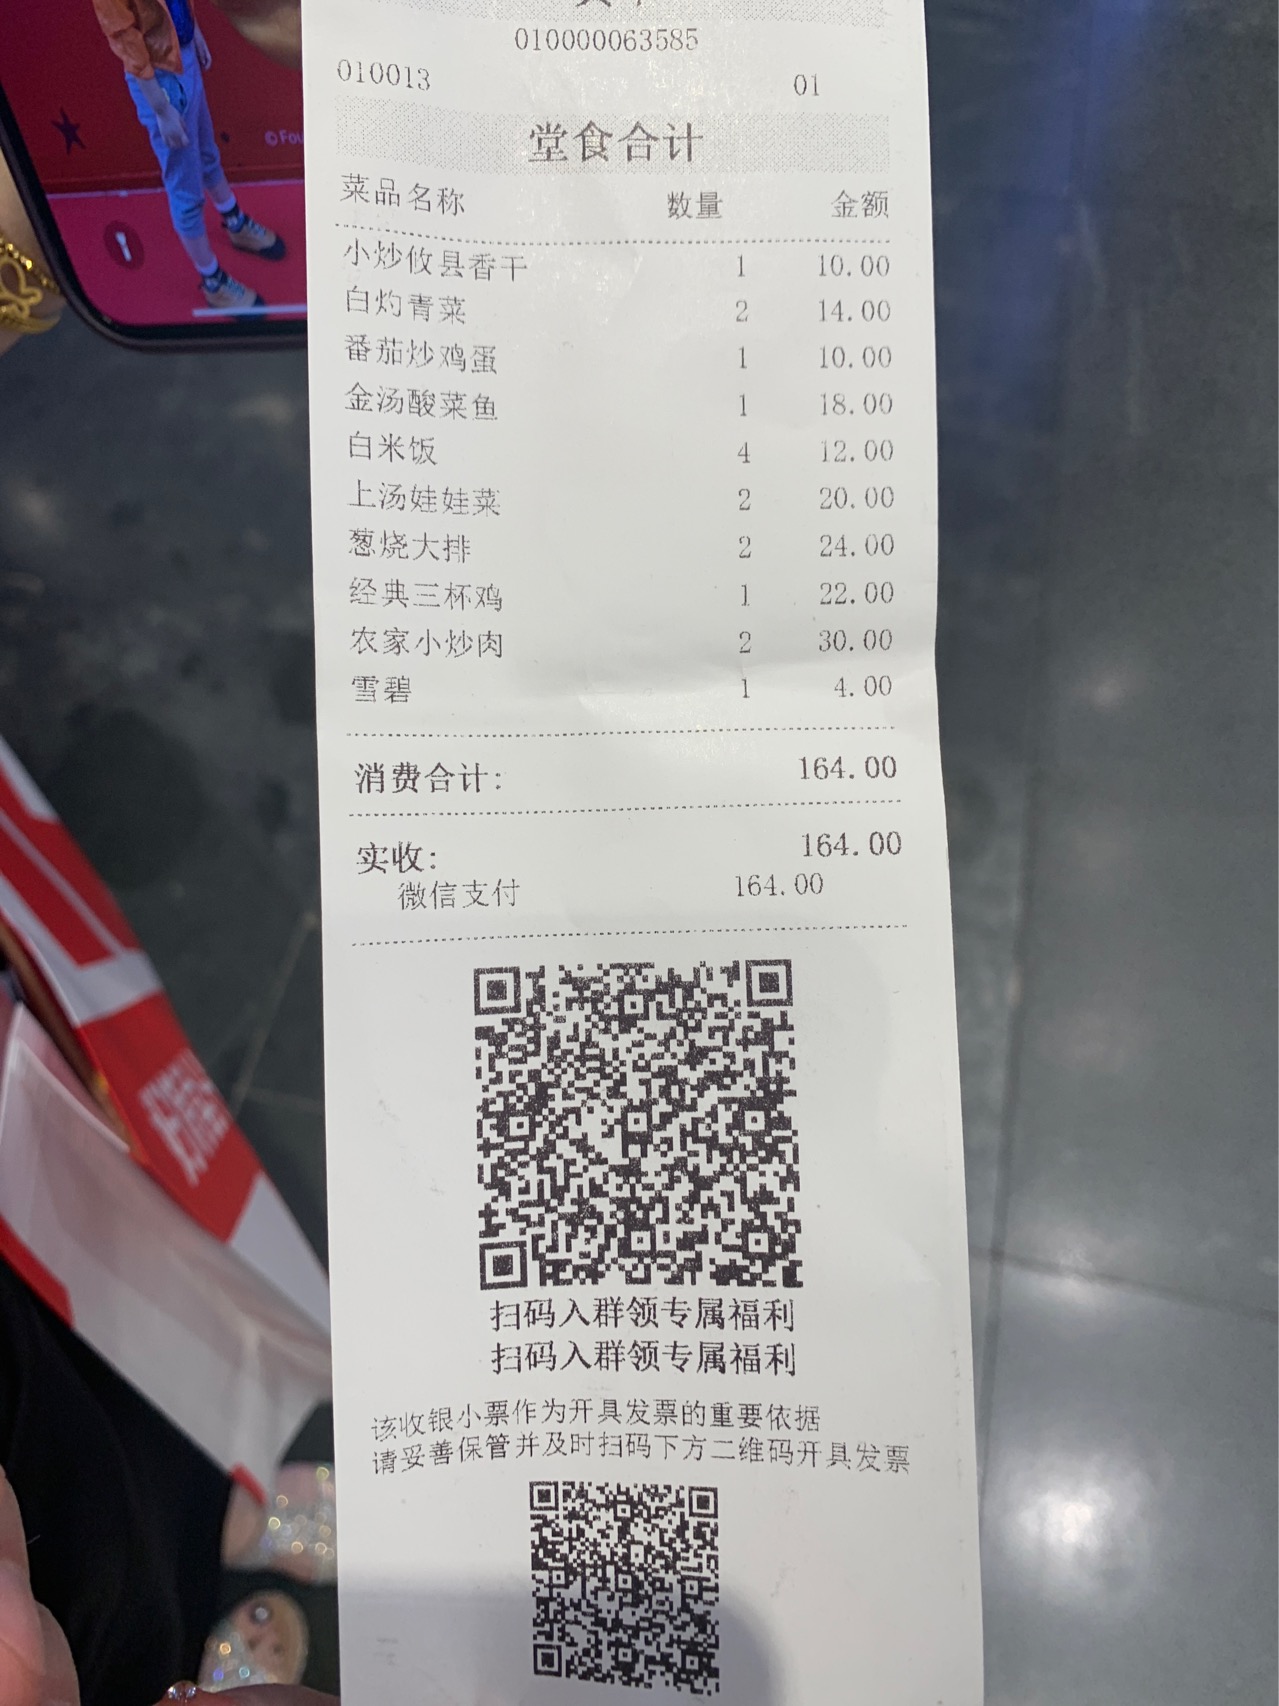 010000063585
010013 01
堂食合计
菜品名称 数量 金额
小炒攸县香干 1 10.00
白灼青菜 2 14.00
番茄炒鸡蛋 1 10.00
金汤酸菜鱼 1 18.00
白米饭 4 12.00
上汤娃娃菜 2 20.00
葱烧大排 2 24.00
经典三杯鸡 1 22.00
农家小炒肉 2 30.00
雪碧 1 4.00
消费合计: 164.00
实收: 164.00
微信支付 164.00
扫码入群领专属福利
扫码入群领专属福利
该收银小票作为开具发票的重要依据
请妥善保管并及时扫码下方二维码开具发票
©Fou